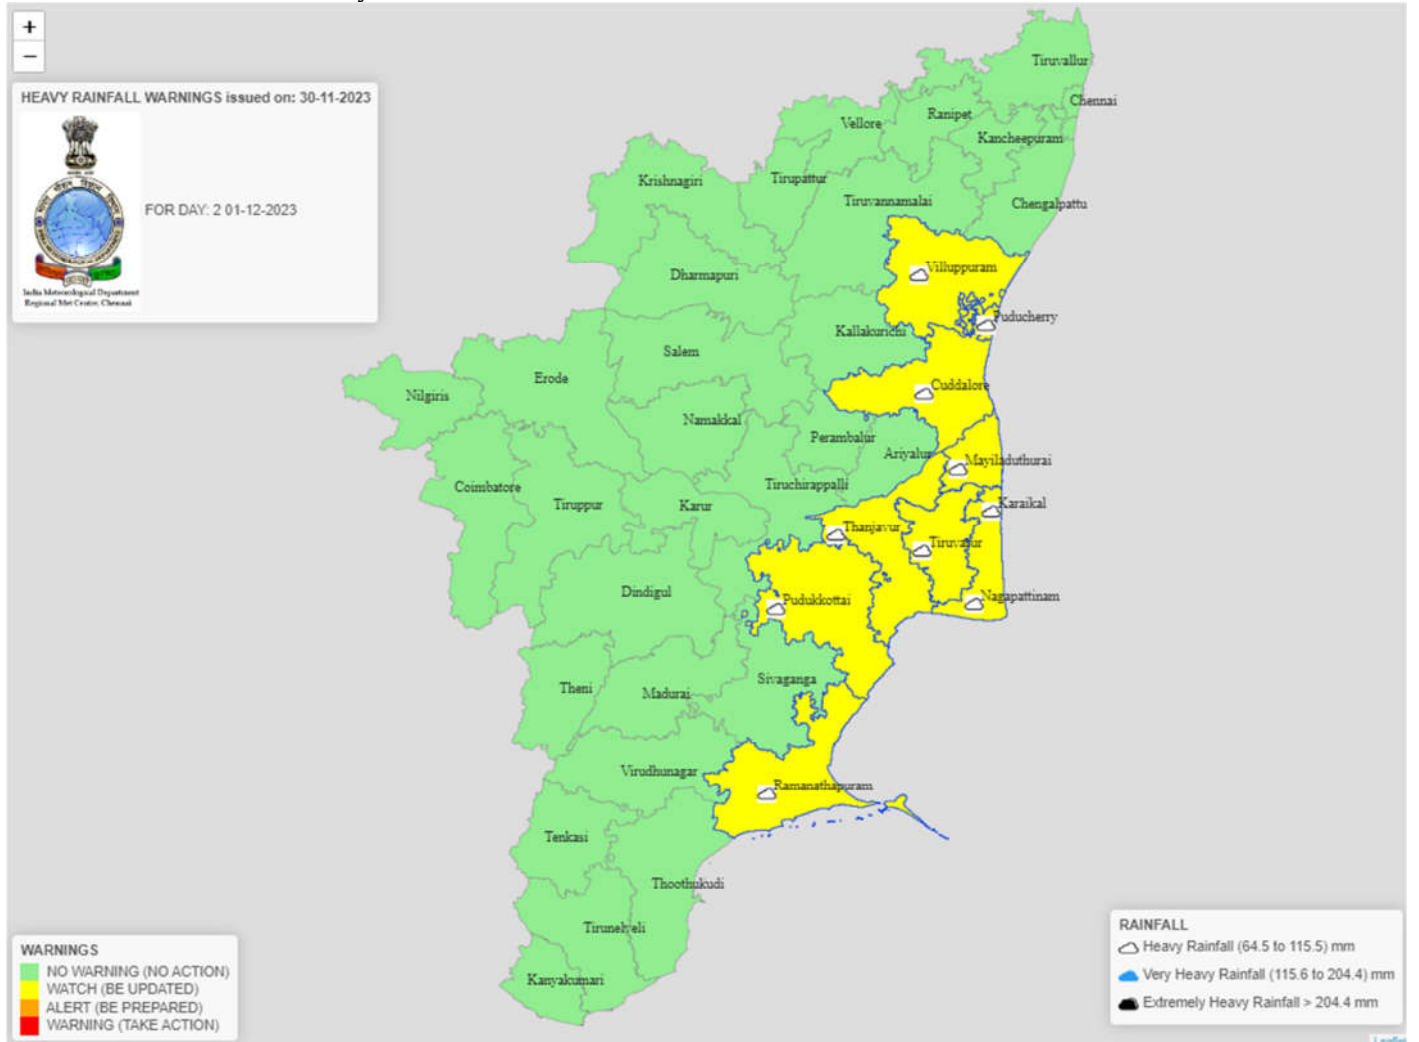 +
−
HEAVY RAINFALL WARNINGS issued on: 30-11-2023
India Meteorological Department
Regional Met Centre, Chennai
FOR DAY: 2 01-12-2023
Tiruvallur
Chennai
Ranipet
Vellore
Kancheepuram
Krishnagiri
Tirupattur
Tiruvannamalai
Chengalpattu
Villuppuram
Dharmapuri
Puducherry
Kallakurichi
Salem
Erode
Cuddalore
Nilgiris
Namakkal
Perambalur
Ariyalur
Mayiladuthurai
Tiruchirappalli
Coimbatore
Tiruppur
Karur
Karaikal
Thanjavur
Tiruvarur
Dindigul
Pudukkottai
Nagapattinam
Sivaganga
Theni
Madurai
Virudhunagar
Ramanathapuram
Tenkasi
Thoothukudi
Tirunelveli
Kanyakumari
WARNINGS
NO WARNING (NO ACTION)
WATCH (BE UPDATED)
ALERT (BE PREPARED)
WARNING (TAKE ACTION)
RAINFALL
Heavy Rainfall (64.5 to 115.5) mm
Very Heavy Rainfall (115.6 to 204.4) mm
Extremely Heavy Rainfall > 204.4 mm
Leaflet